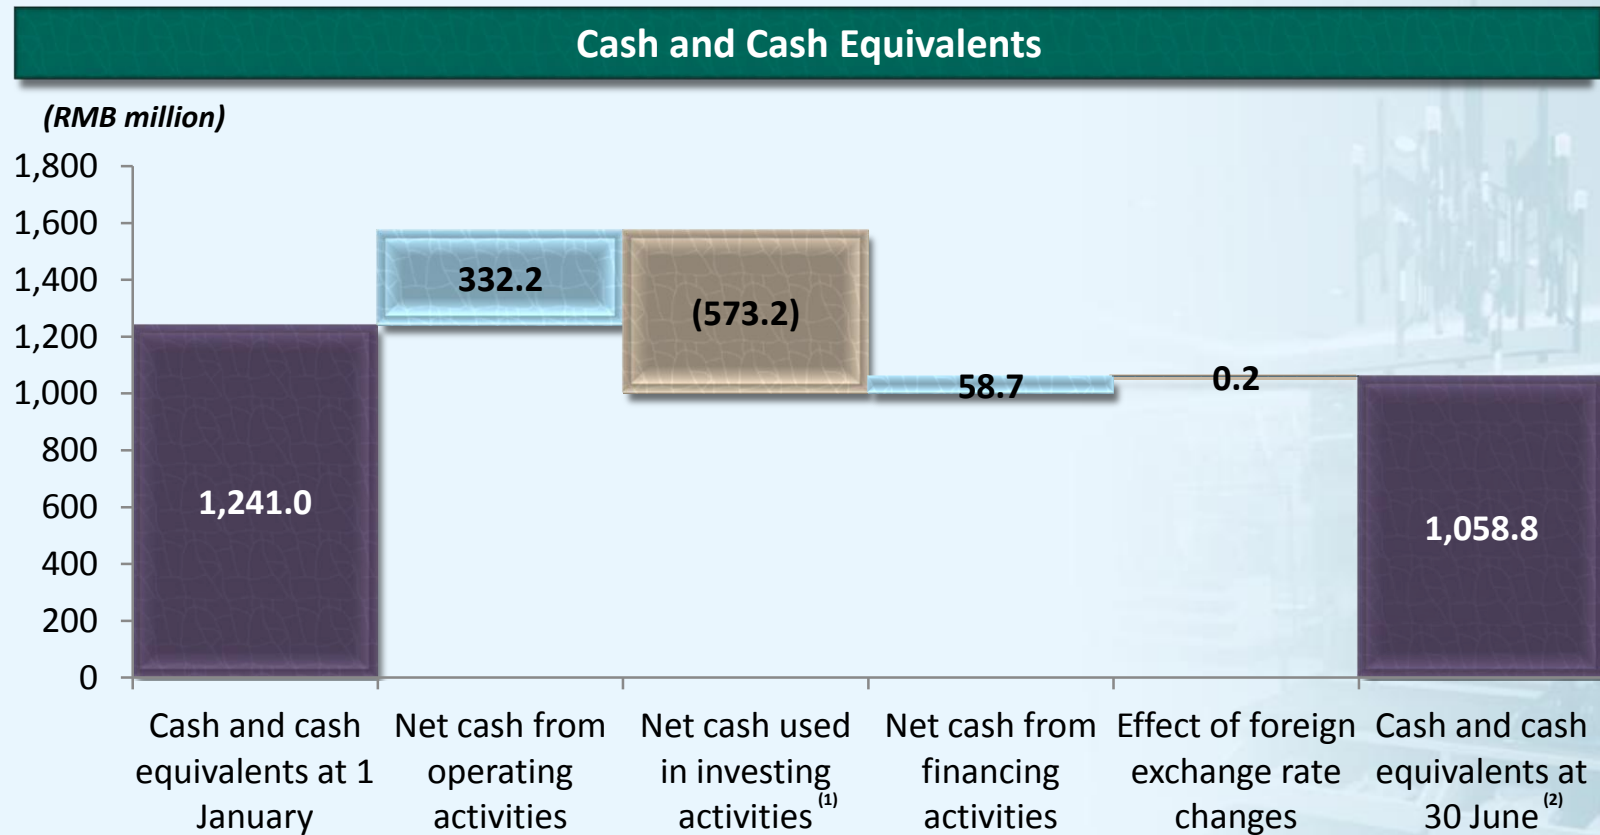 Cash and Cash Equivalents
(RMB million)
1,800
1,600
1,400
1,200
1,000
800
600
400
200
0
1,241.0
332.2
(573.2)
58.7
0.2
1,058.8
Cash and cash
equivalents at 1
January
Net cash from
operating
activities
Net cash used
in investing
activities (1)
Net cash from
financing
activities
Effect of foreign
exchange rate
changes
Cash and cash
equivalents at
30 June (2)